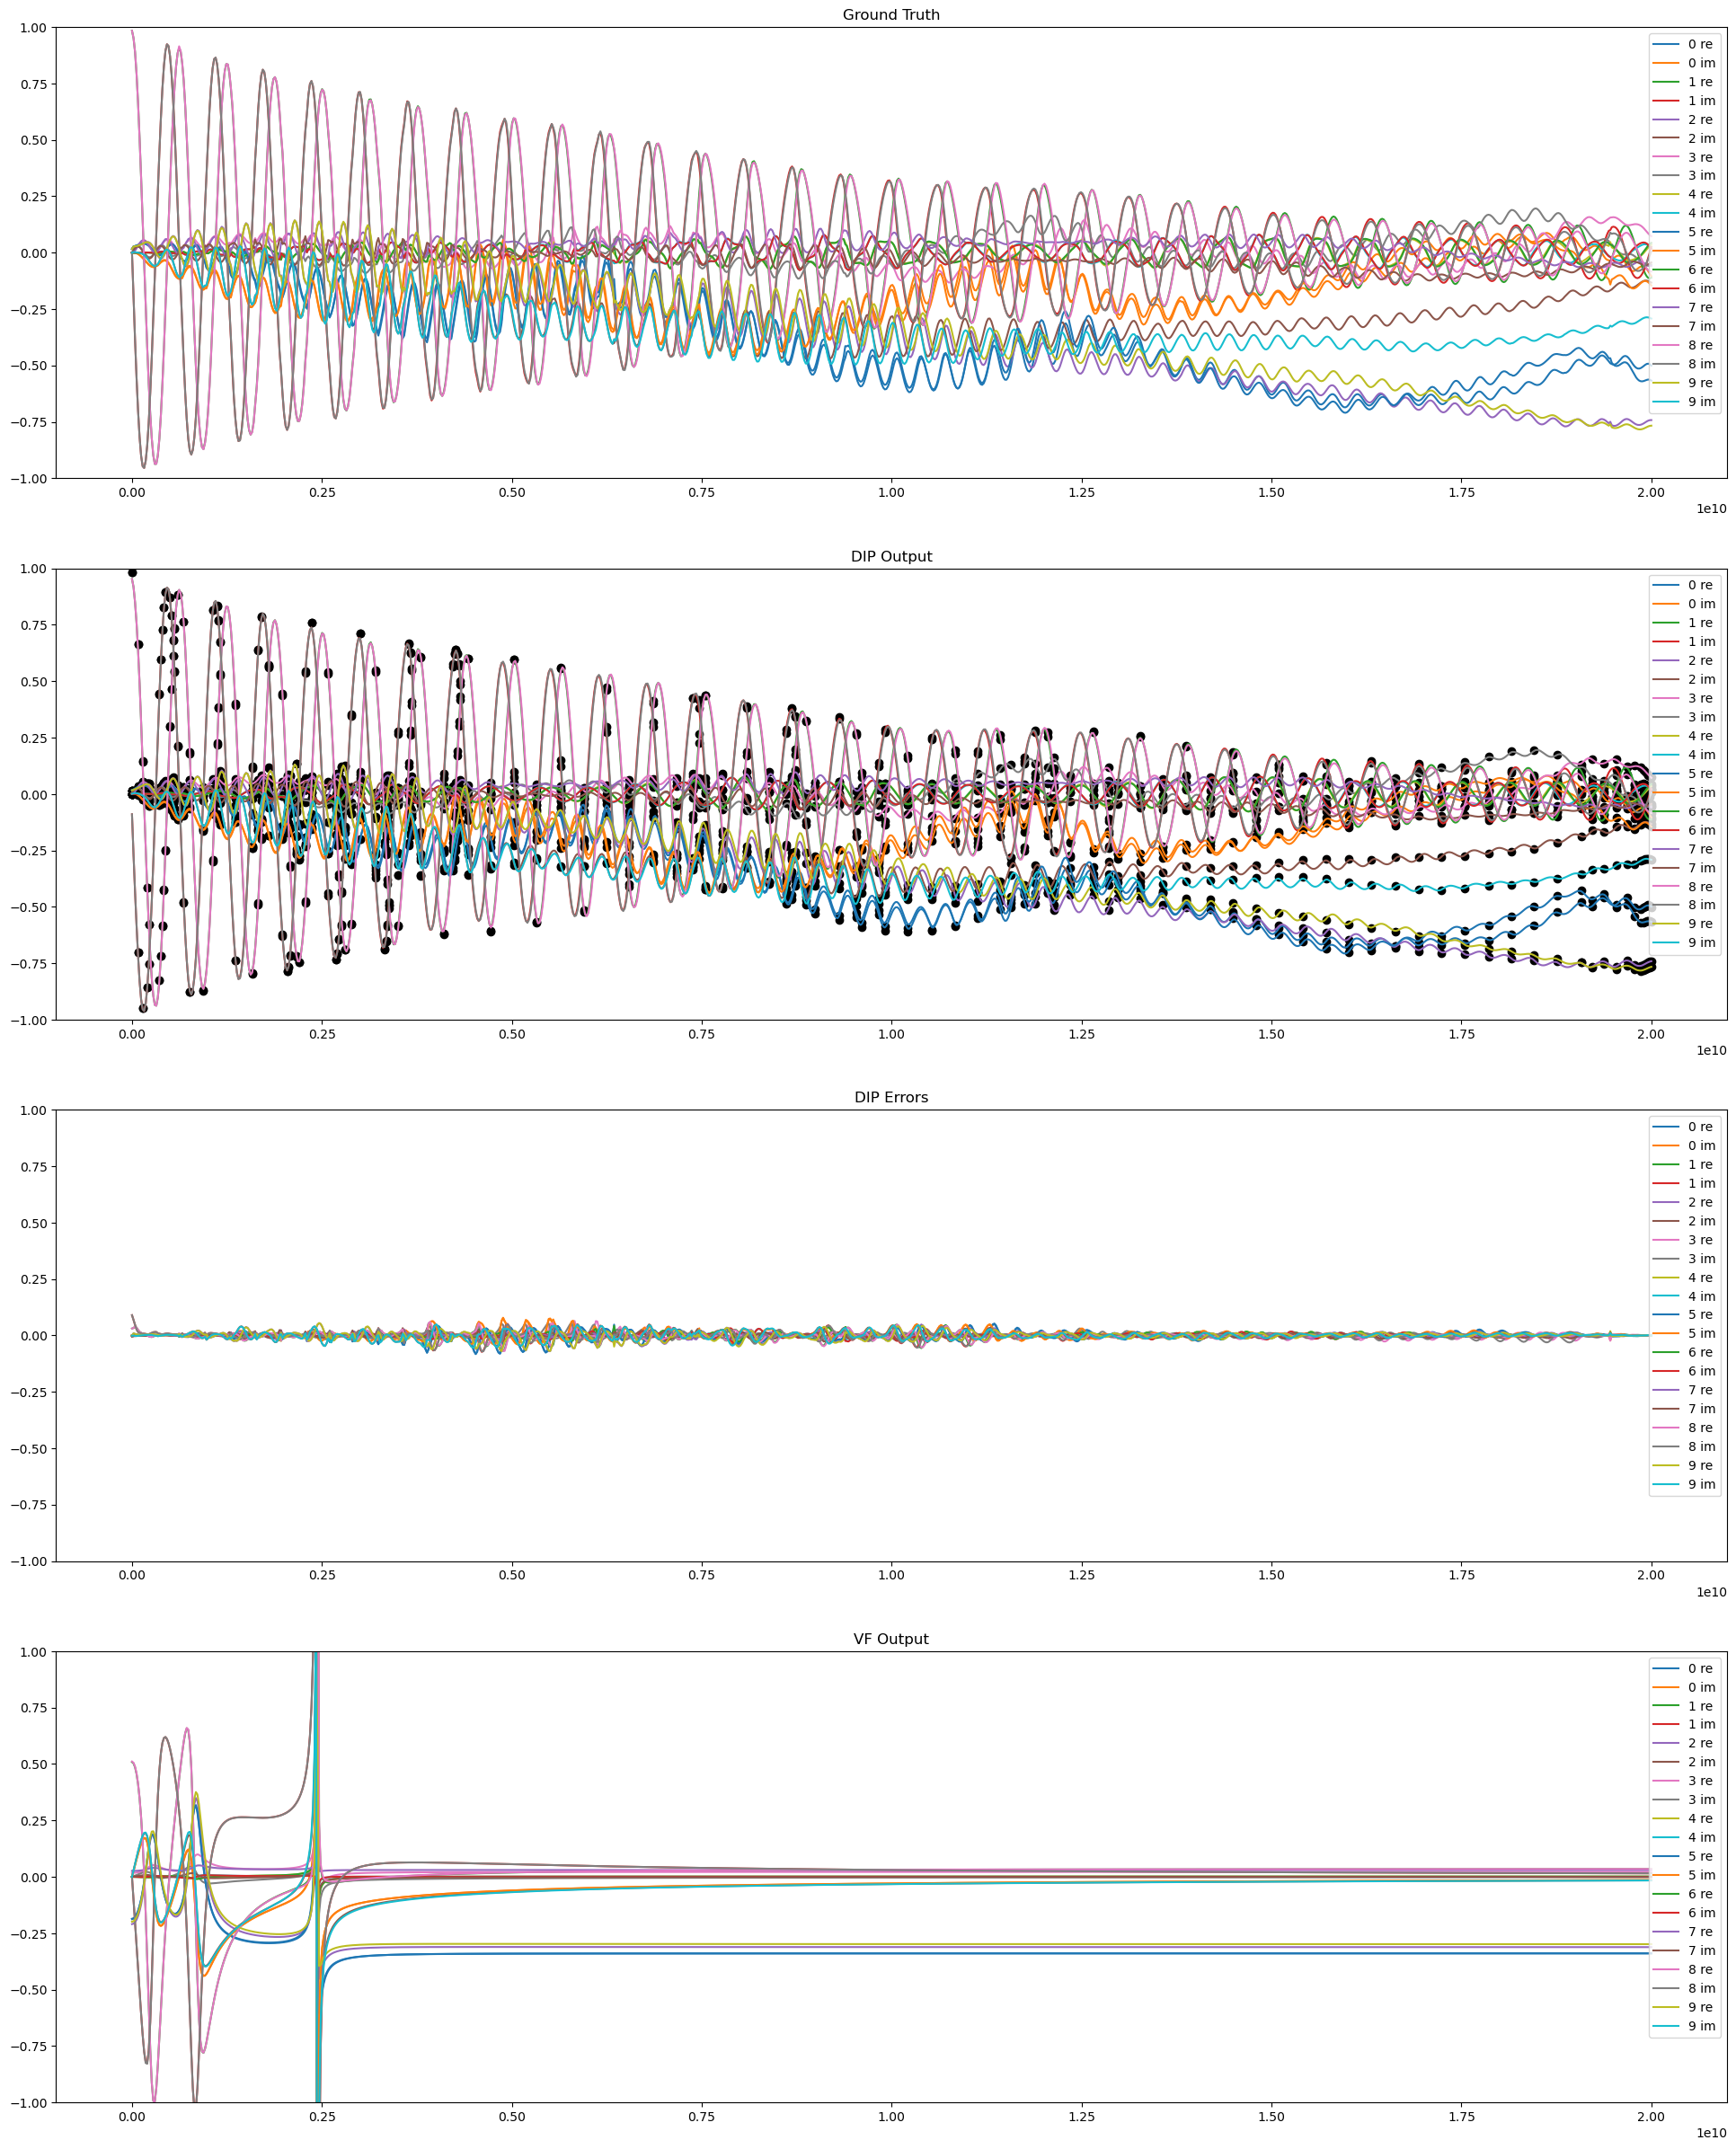 Ground Truth
1.00
0.75
0.50
0.25
0.00
−0.25
−0.50
−0.75
−1.00
0 re
0 im
1 re
1 im
2 re
2 im
3 re
3 im
4 re
4 im
5 re
5 im
6 re
6 im
7 re
7 im
8 re
8 im
9 re
9 im
0.00 0.25 0.50 0.75 1.00 1.25 1.50 1.75 2.00
1e10
DIP Output
1.00
0.75
0.50
0.25
0.00
−0.25
−0.50
−0.75
−1.00
0 re
0 im
1 re
1 im
2 re
2 im
3 re
3 im
4 re
4 im
5 re
5 im
6 re
6 im
7 re
7 im
8 re
8 im
9 re
9 im
0.00 0.25 0.50 0.75 1.00 1.25 1.50 1.75 2.00
1e10
DIP Errors
1.00
0.75
0.50
0.25
0.00
−0.25
−0.50
−0.75
−1.00
0 re
0 im
1 re
1 im
2 re
2 im
3 re
3 im
4 re
4 im
5 re
5 im
6 re
6 im
7 re
7 im
8 re
8 im
9 re
9 im
0.00 0.25 0.50 0.75 1.00 1.25 1.50 1.75 2.00
1e10
VF Output
1.00
0.75
0.50
0.25
0.00
−0.25
−0.50
−0.75
−1.00
0 re
0 im
1 re
1 im
2 re
2 im
3 re
3 im
4 re
4 im
5 re
5 im
6 re
6 im
7 re
7 im
8 re
8 im
9 re
9 im
0.00 0.25 0.50 0.75 1.00 1.25 1.50 1.75 2.00
1e10